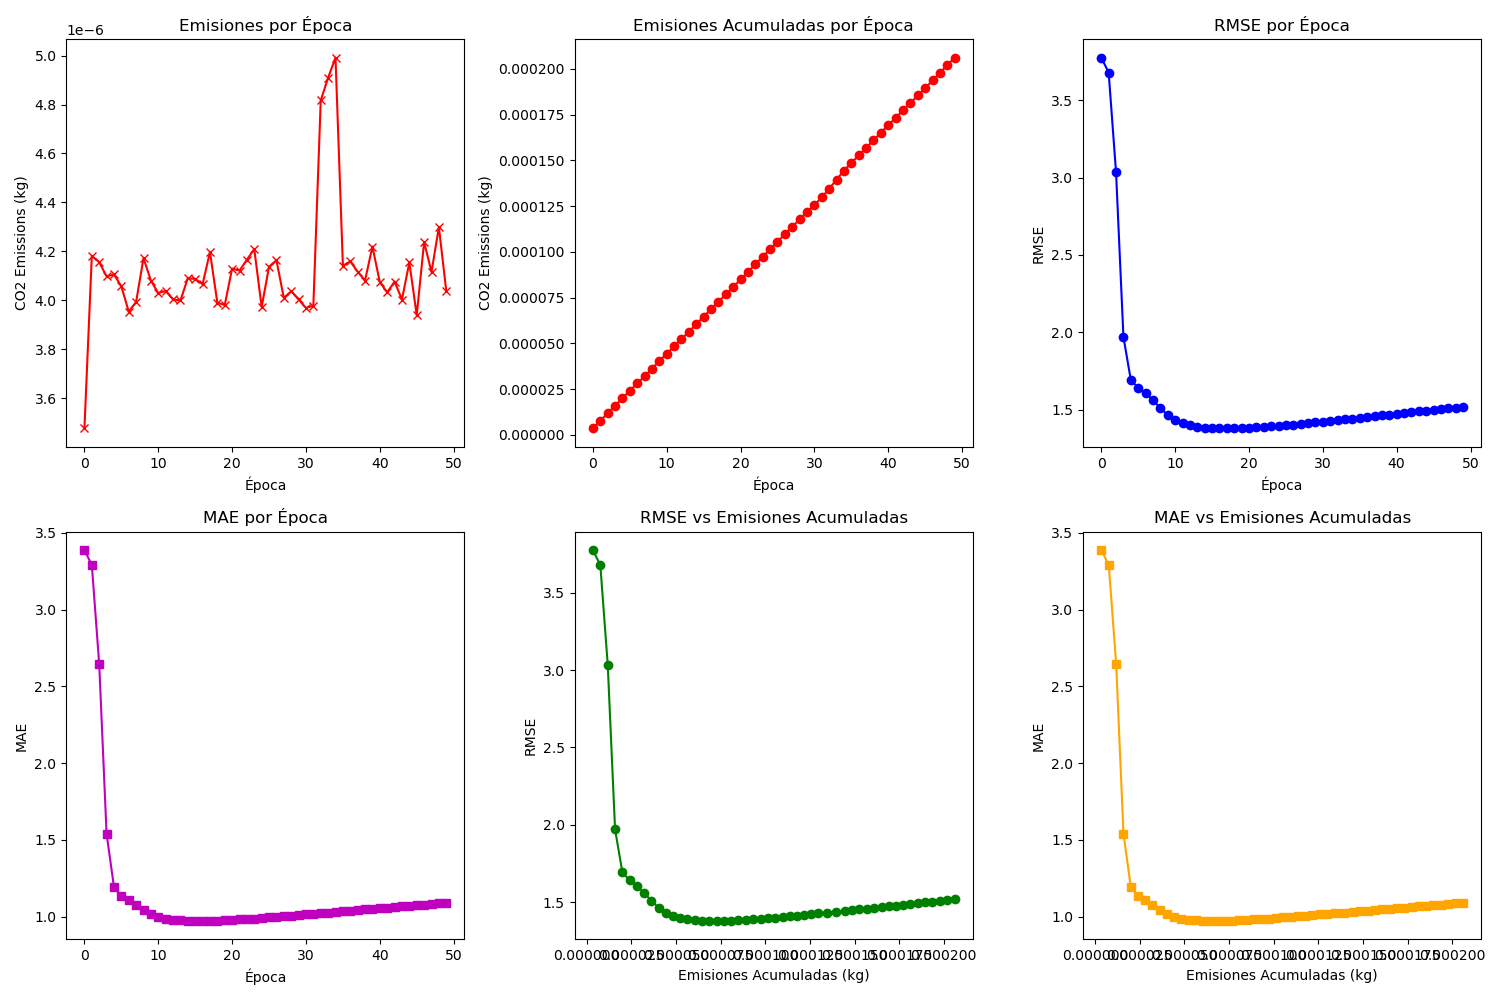 Emisiones por Época
1e−6
5.0
4.8
4.6
4.4
4.2
4.0
3.8
3.6
CO2 Emissions (kg)
0 10 20 30 40 50
Época
Emisiones Acumuladas por Época
0.000200
0.000175
0.000150
0.000125
0.000100
0.000075
0.000050
0.000025
0.000000
CO2 Emissions (kg)
0 10 20 30 40 50
Época
RMSE por Época
3.5
3.0
2.5
2.0
1.5
RMSE
0 10 20 30 40 50
Época
MAE por Época
3.5
3.0
2.5
2.0
1.5
1.0
MAE
0 10 20 30 40 50
Época
RMSE vs Emisiones Acumuladas
3.5
3.0
2.5
2.0
1.5
RMSE
Emisiones Acumuladas (kg)
MAE vs Emisiones Acumuladas
3.5
3.0
2.5
2.0
1.5
1.0
MAE
Emisiones Acumuladas (kg)